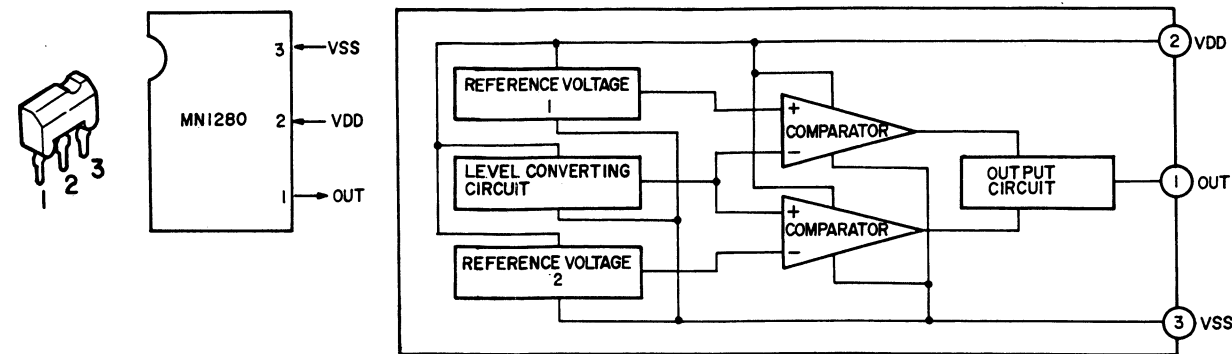 1
2
3
MN1280
3 VSS
2 VDD
1 OUT
REFERENCE VOLTAGE
1
LEVEL CONVERTING
CIRCUIT
REFERENCE VOLTAGE
2
+
COMPARATOR
−
+
COMPARATOR
−
OUTPUT
CIRCUIT
2 VDD
1 OUT
3 VSS